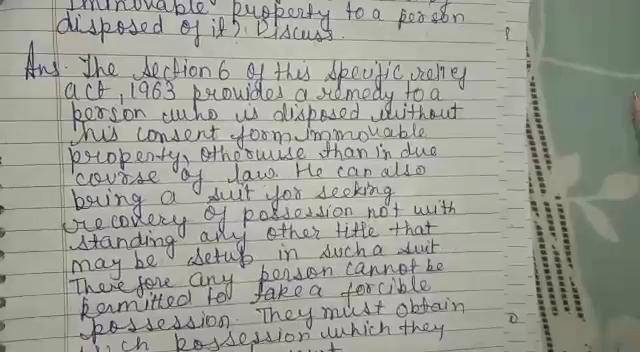 immovable property to a person
disposed of it?. Discuss.
Ans. The section 6 of this specific relief
act, 1963 provides a remedy to a
person who is disposed without
his consent form immovable
property, otherwise than in due
course of law. He can also
bring a suit for seeking
recovery of possession not with
standing any other title that
may be setup in such a suit
Therefore any person cannot be
permitted to take a forcible
possession. They must obtain
such possession which they